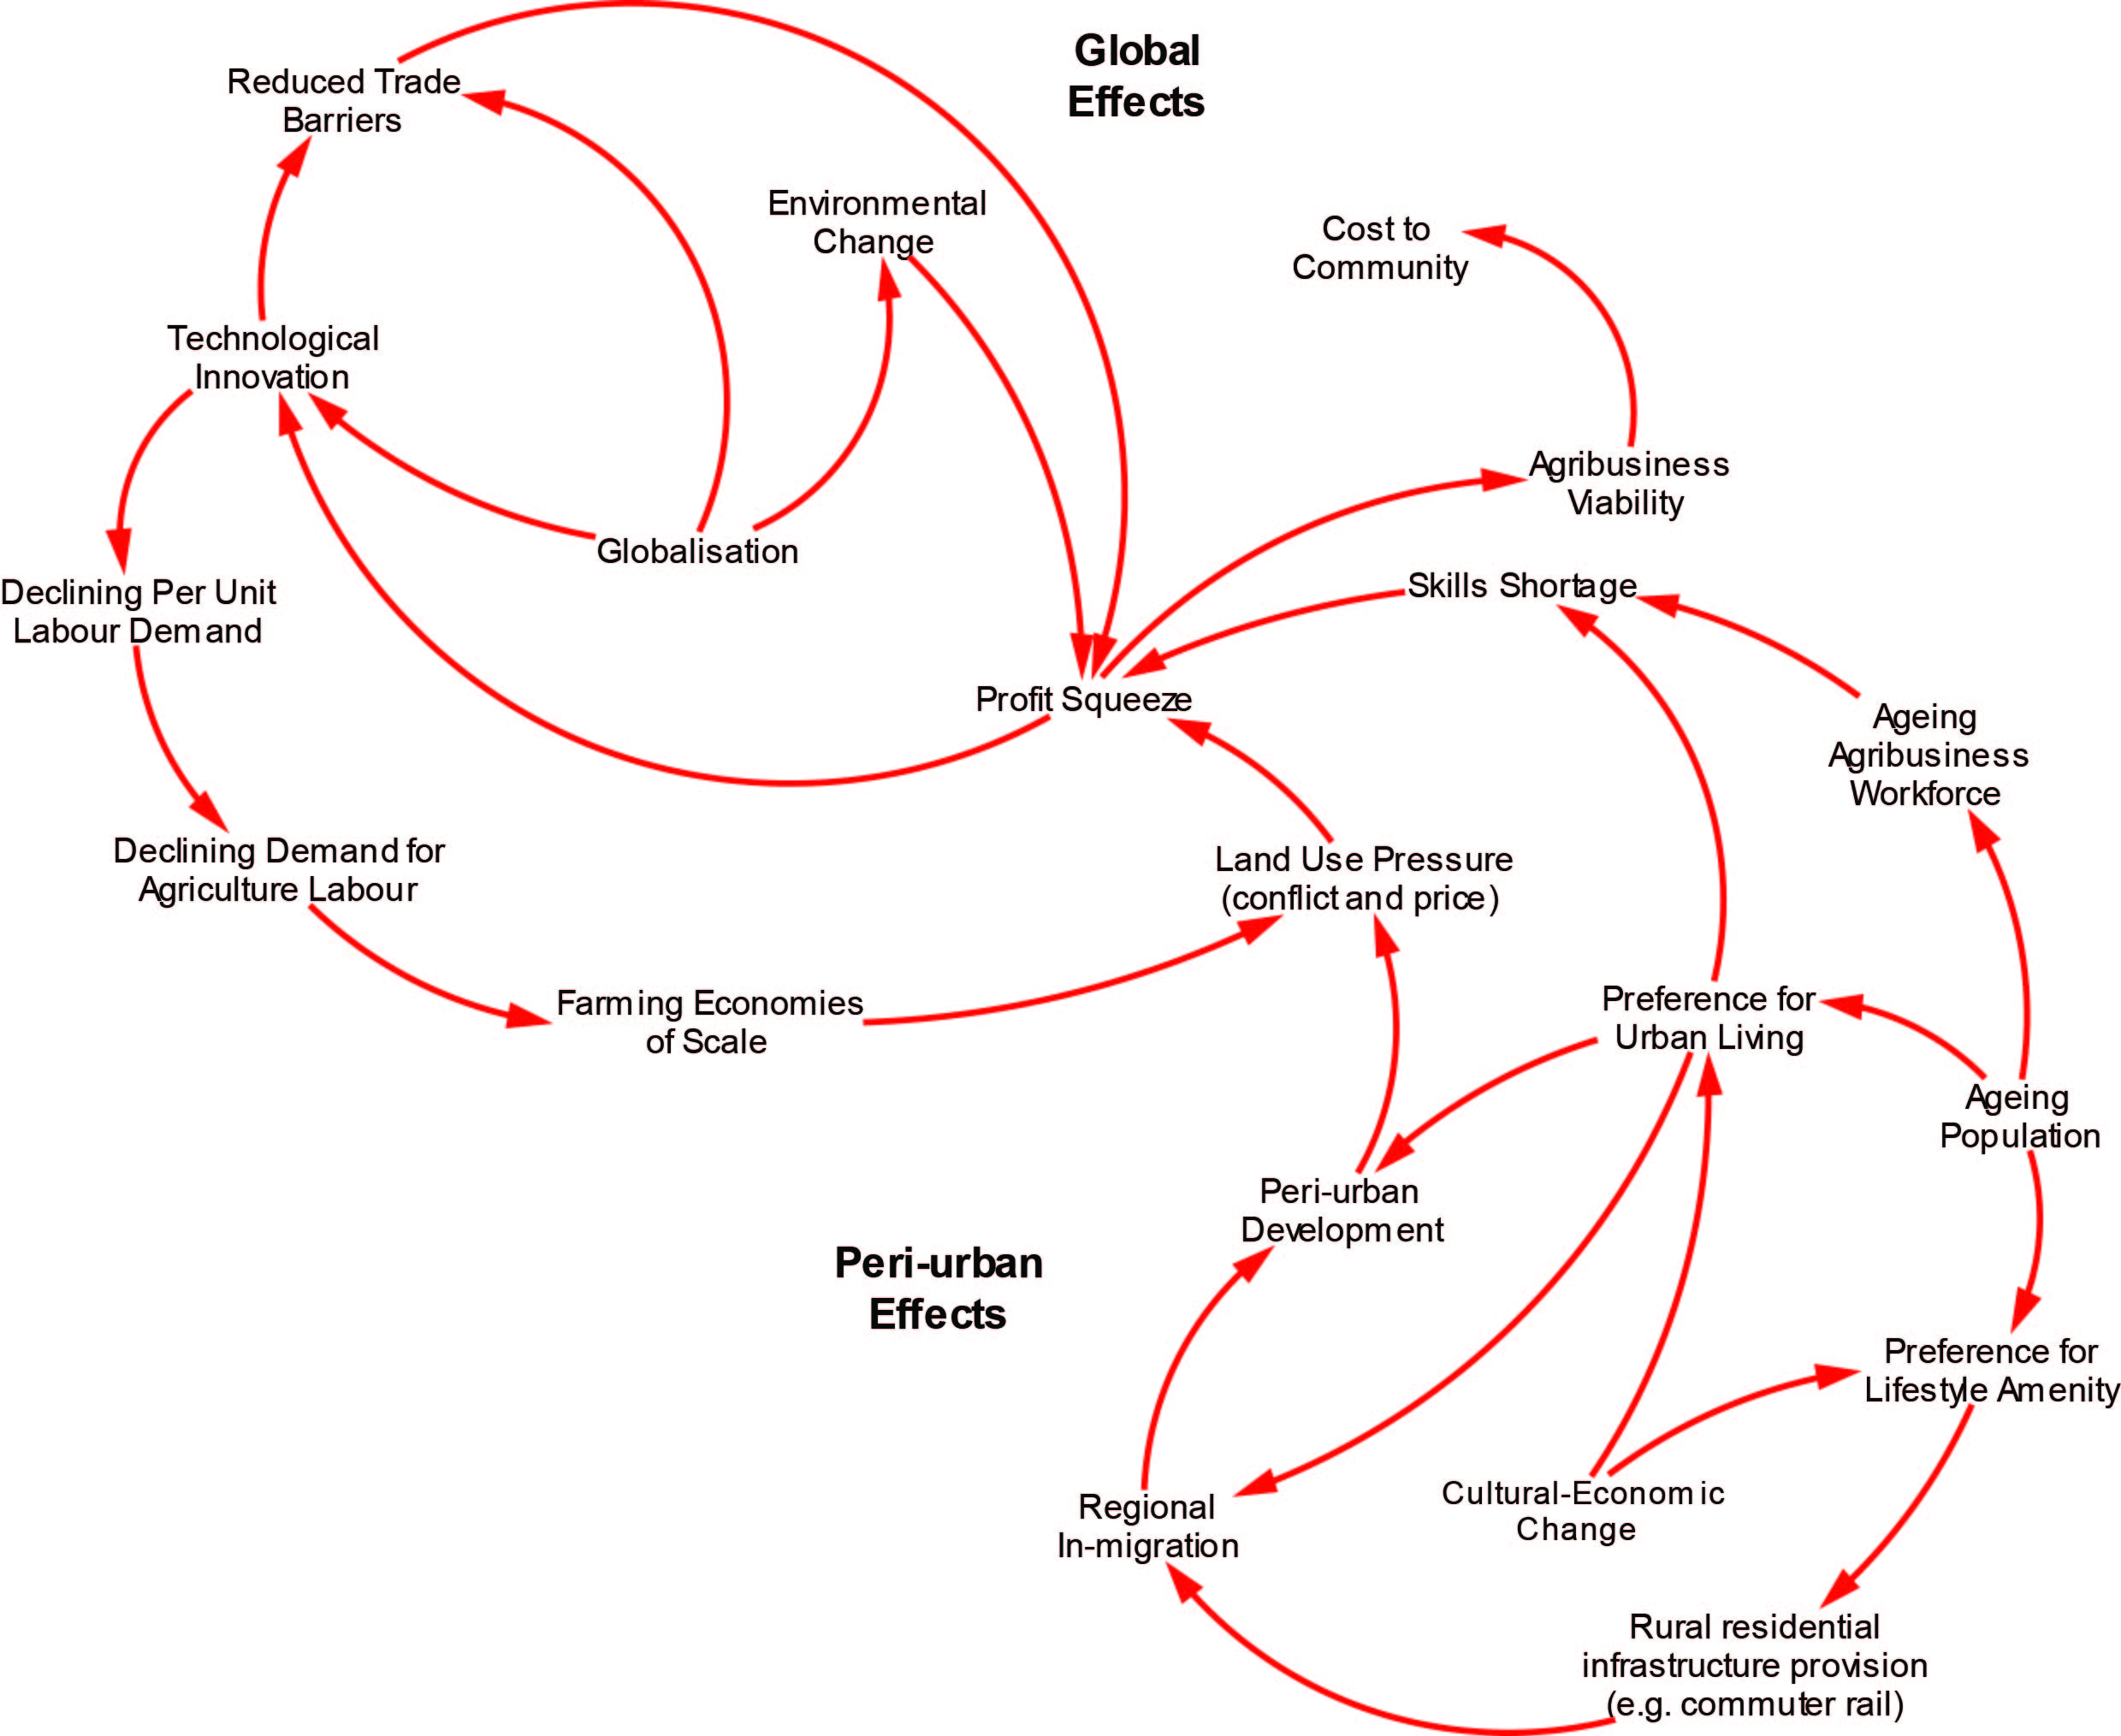 Global
Effects
Reduced Trade
Barriers
Environmental
Change
Cost to
Community
Technological
Innovation
Agribusiness
Viability
Globalisation
Declining Per Unit
Labour Demand
Skills Shortage
Profit Squeeze
Ageing
Agribusiness
Workforce
Declining Demand for
Agriculture Labour
Land Use Pressure
(conflict and price)
Farming Economies
of Scale
Preference for
Urban Living
Ageing
Population
Peri-urban
Development
Peri-urban
Effects
Preference for
Lifestyle Amenity
Regional
In-migration
Cultural-Economic
Change
Rural residential
infrastructure provision
(e.g. commuter rail)